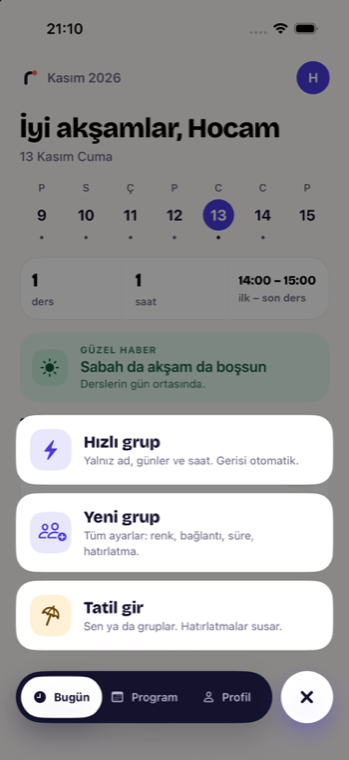 21:10
Kasım 2026
H
İyi akşamlar, Hocam
13 Kasım Cuma
P S Ç P C C P
9 10 11 12 13 14 15
1 1 14:00 – 15:00
ders saat ilk – son ders
GÜZEL HABER
Sabah da akşam da boşsun
Derslerin gün ortasında.
Hızlı grup
Yalnız ad, günler ve saat. Gerisi otomatik.
Yeni grup
Tüm ayarlar: renk, bağlantı, süre,
hatırlatma.
Tatil gir
Sen ya da gruplar. Hatırlatmalar susar.
Bugün Program Profil